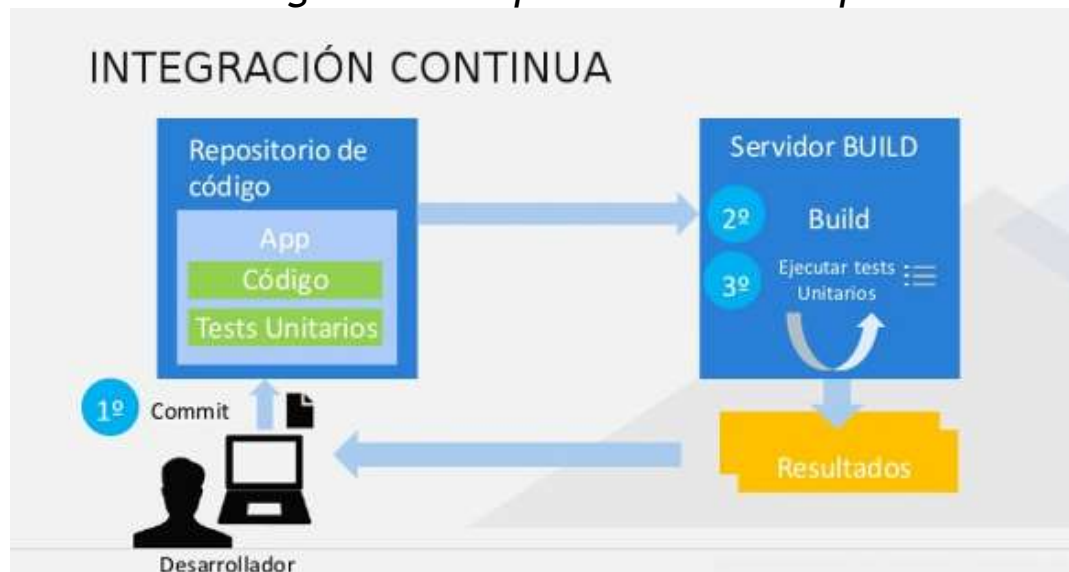 INTEGRACIÓN CONTINUA
Repositorio de
código
App
Código
Tests Unitarios
Servidor BUILD
2º
Build
3º
Ejecutar tests
Unitarios
1º
Commit
Resultados
Desarrollador